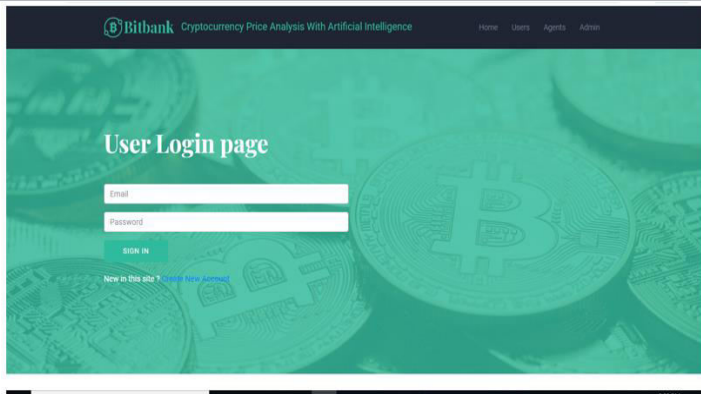 Bitbank Cryptocurrency Price Analysis With Artificial Intelligence
Home Users Agents Admin
User Login page
Email
Password
SIGN IN
New in this site ? Create New Account